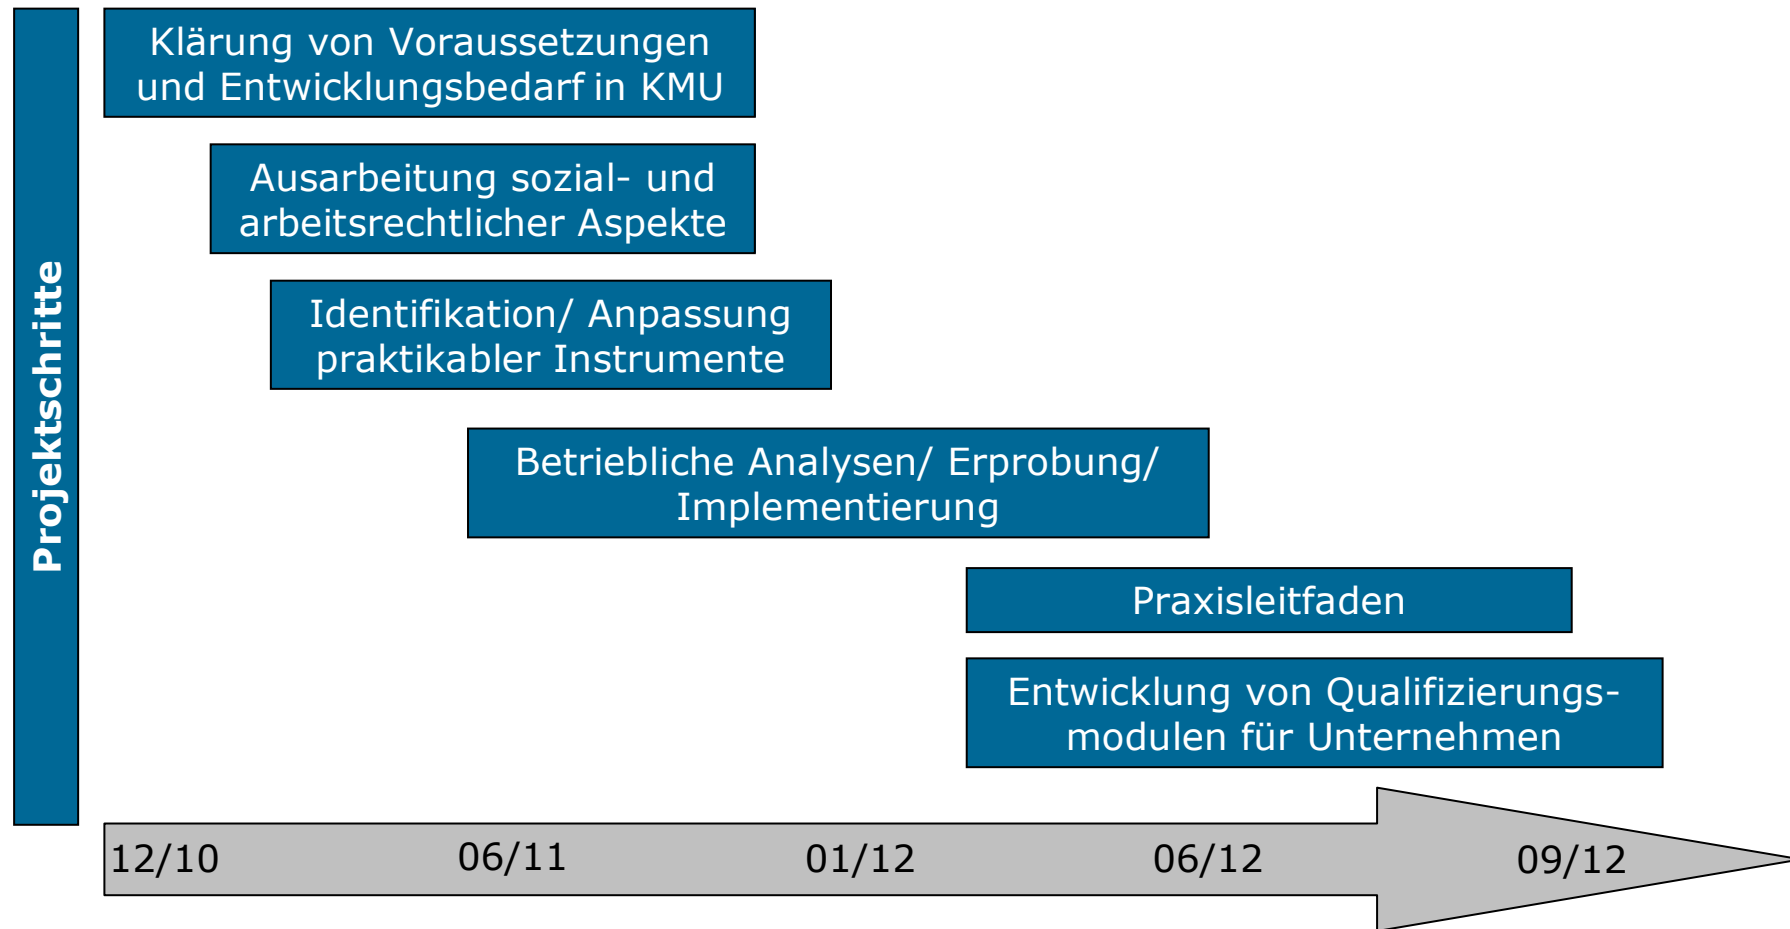 Projektschritte
Klärung von Voraussetzungen
und Entwicklungsbedarf in KMU
Ausarbeitung sozial- und
arbeitsrechtlicher Aspekte
Identifikation/ Anpassung
praktikabler Instrumente
Betriebliche Analysen/ Erprobung/
Implementierung
Praxisleitfaden
Entwicklung von Qualifizierungs-
modulen für Unternehmen
12/10 06/11 01/12 06/12 09/12